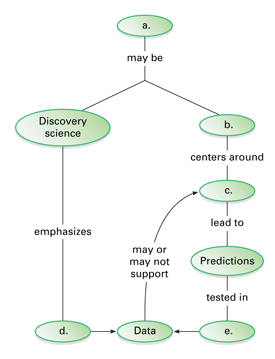 a.
may be
Discovery
science
b.
centers around
c.
emphasizes
may or
may not
support
lead to
Predictions
tested in
d.
Data
e.